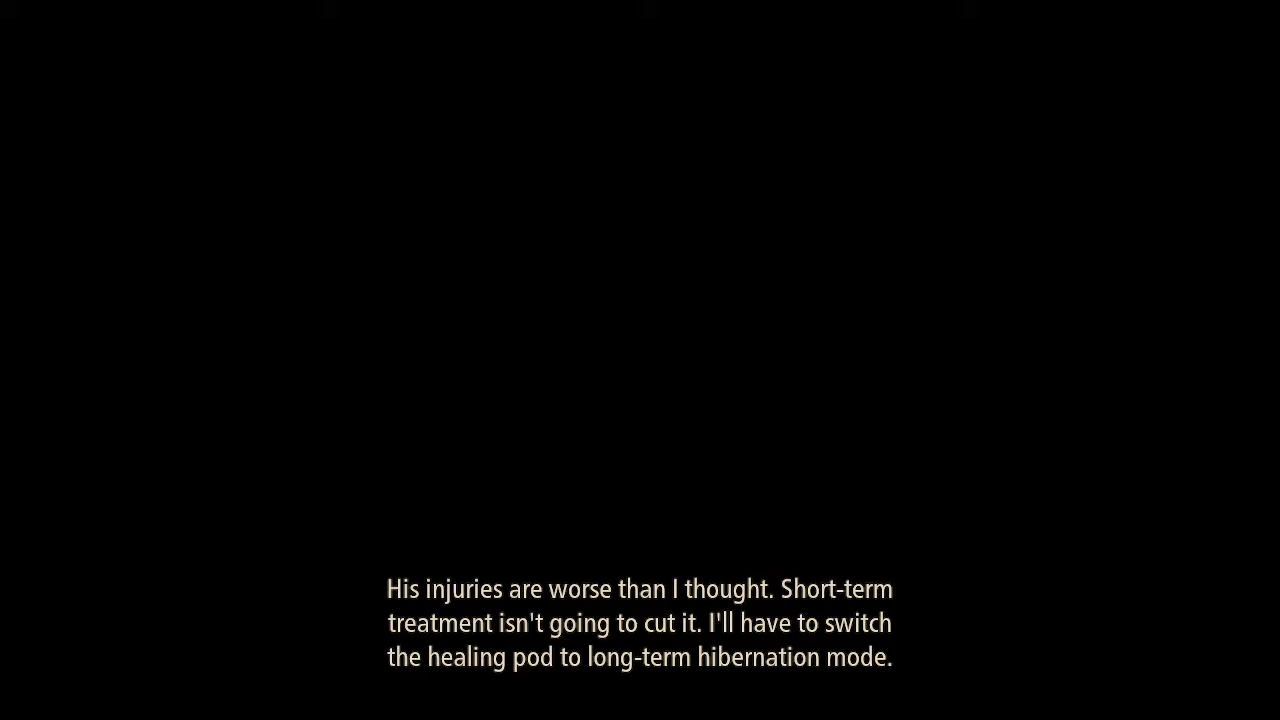 His injuries are worse than I thought. Short-term
treatment isn't going to cut it. I'll have to switch
the healing pod to long-term hibernation mode.